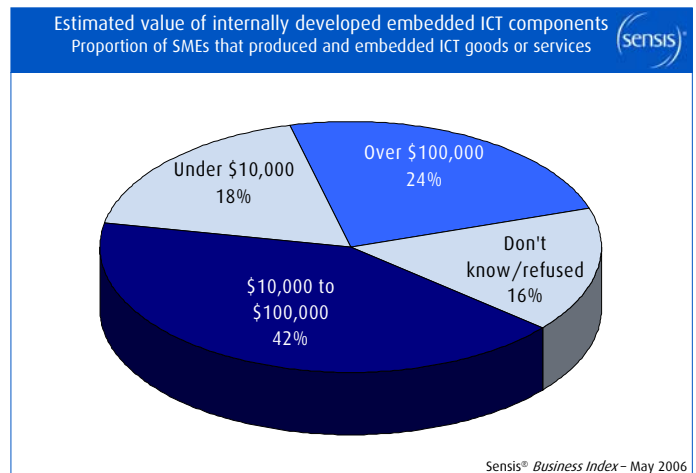 Estimated value of internally developed embedded ICT components
Proportion of SMEs that produced and embedded ICT goods or services
sensis®
Over $100,000
24%
Under $10,000
18%
Don't
know/refused
16%
$10,000 to
$100,000
42%
Sensis® Business Index – May 2006